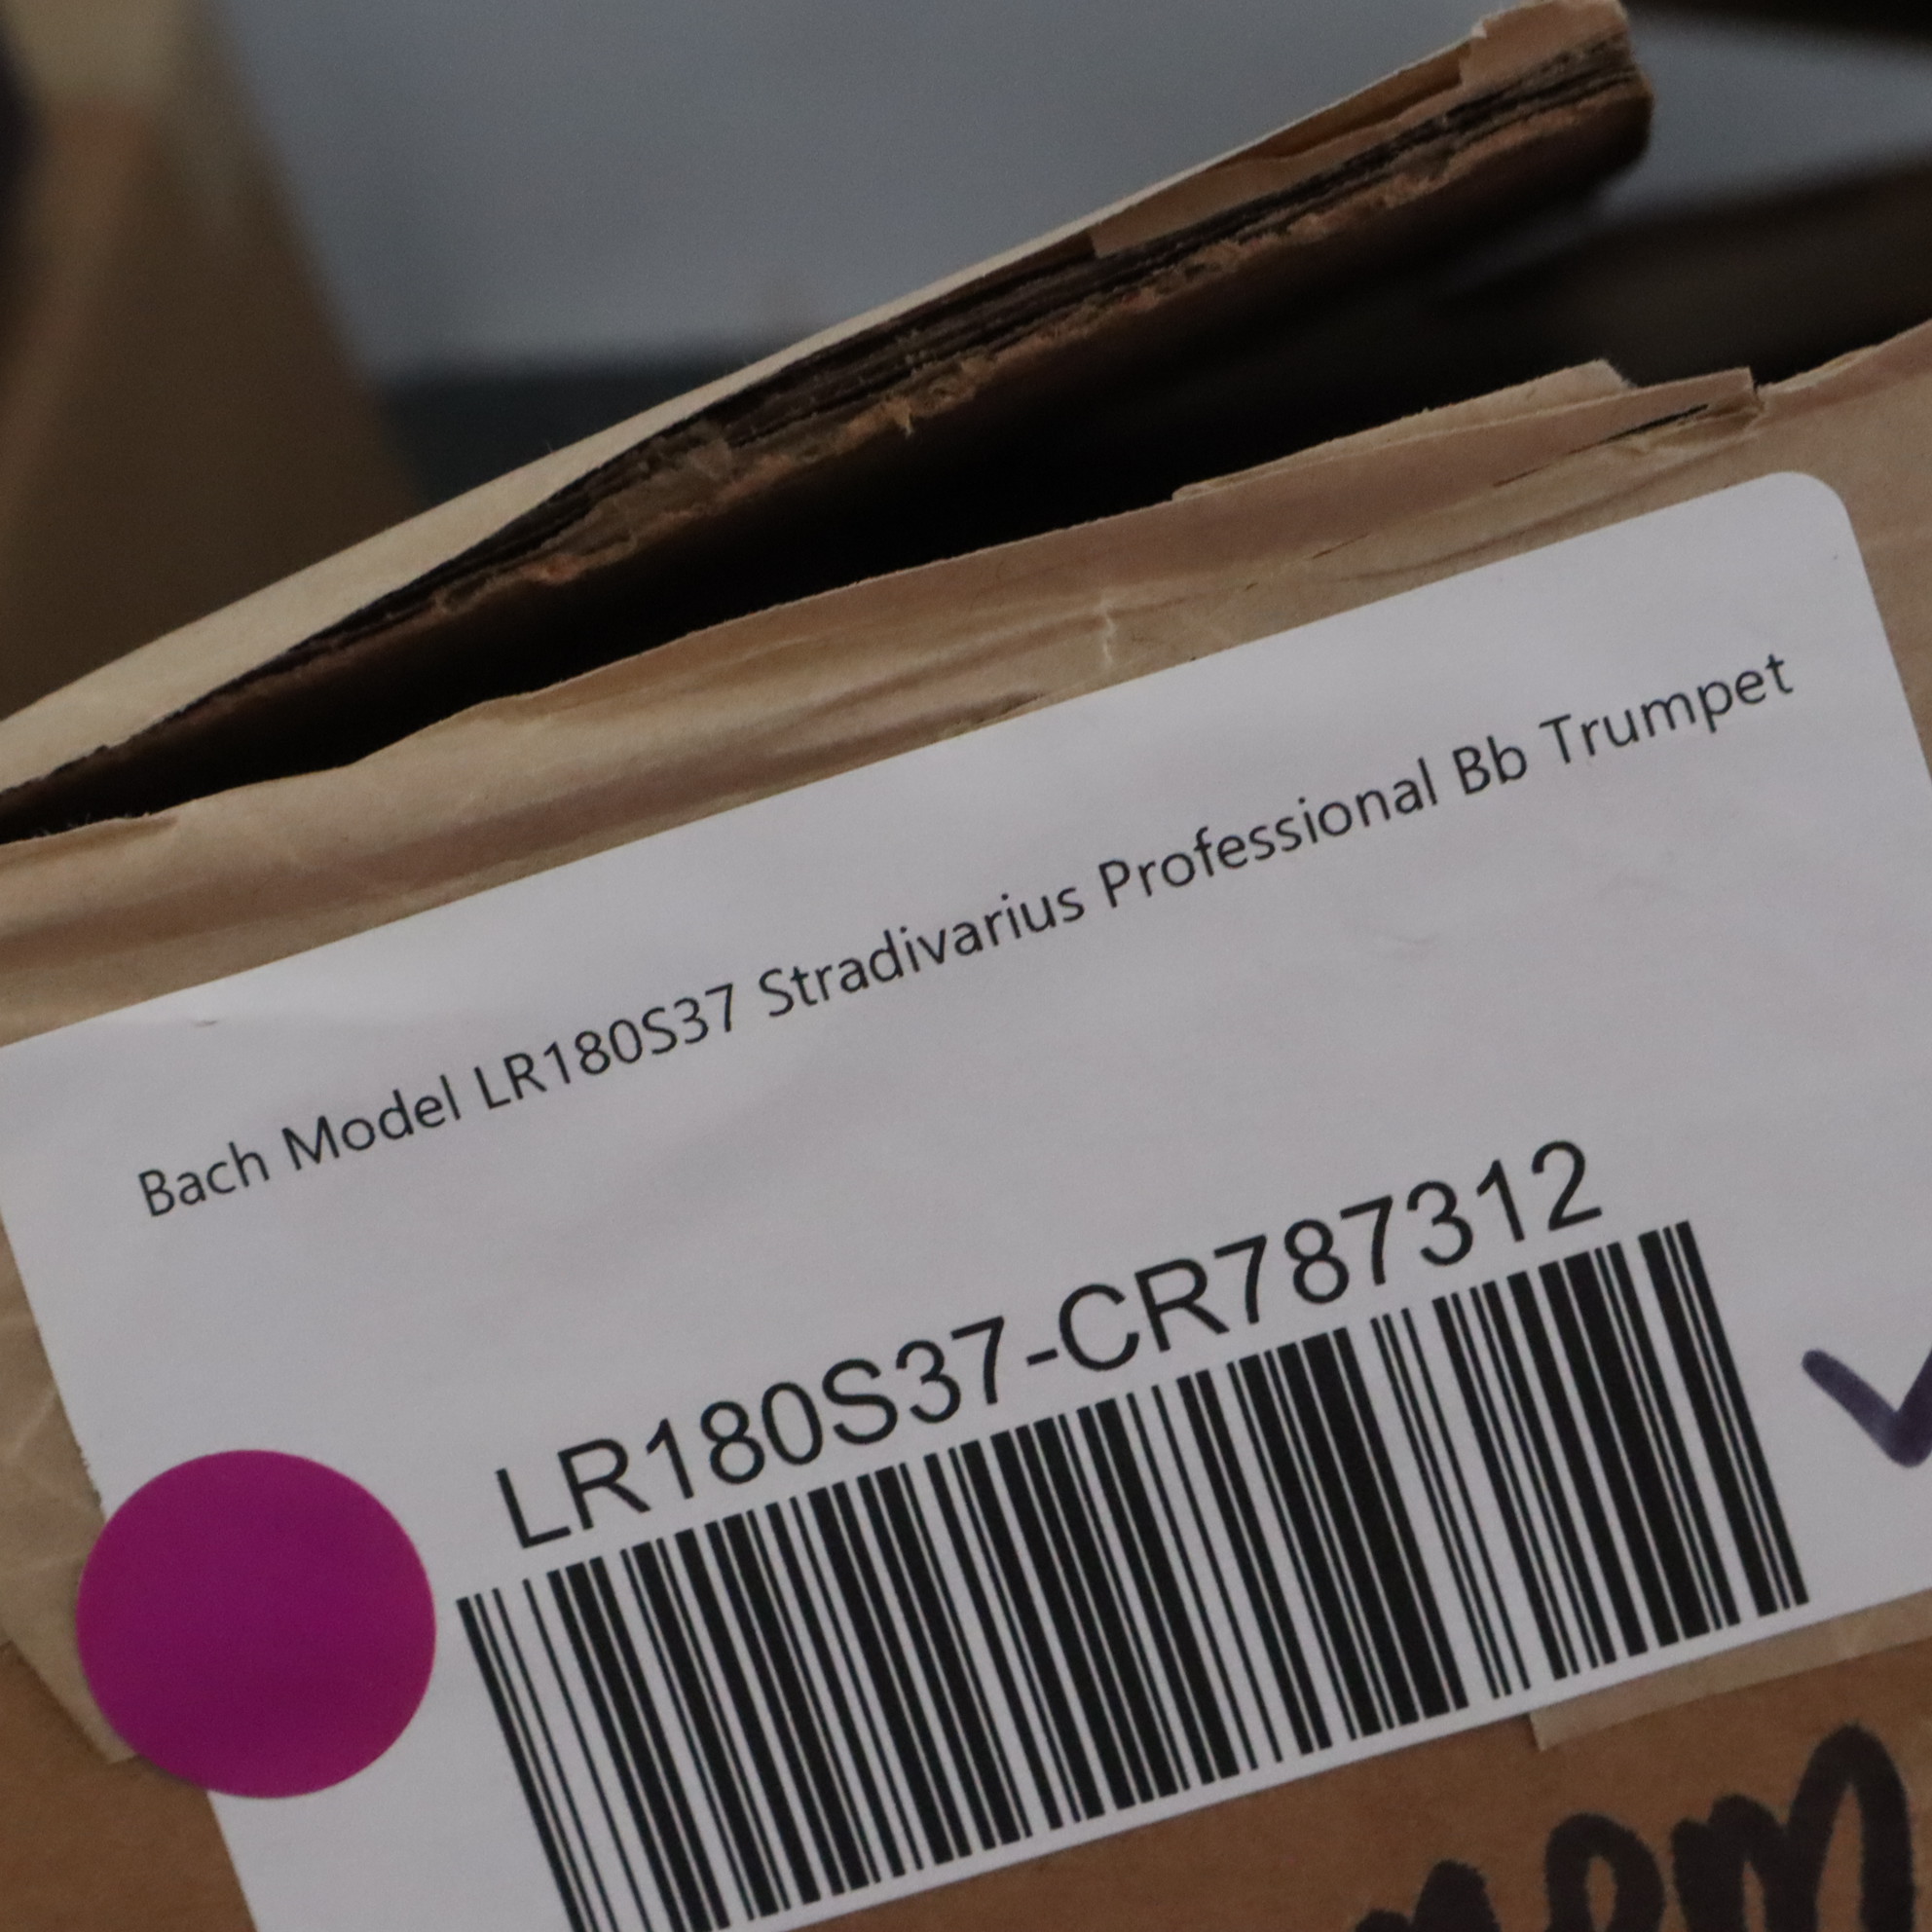 Bach Model LR180S37 Stradivarius Professional Bb Trumpet
LR180S37-CR787312